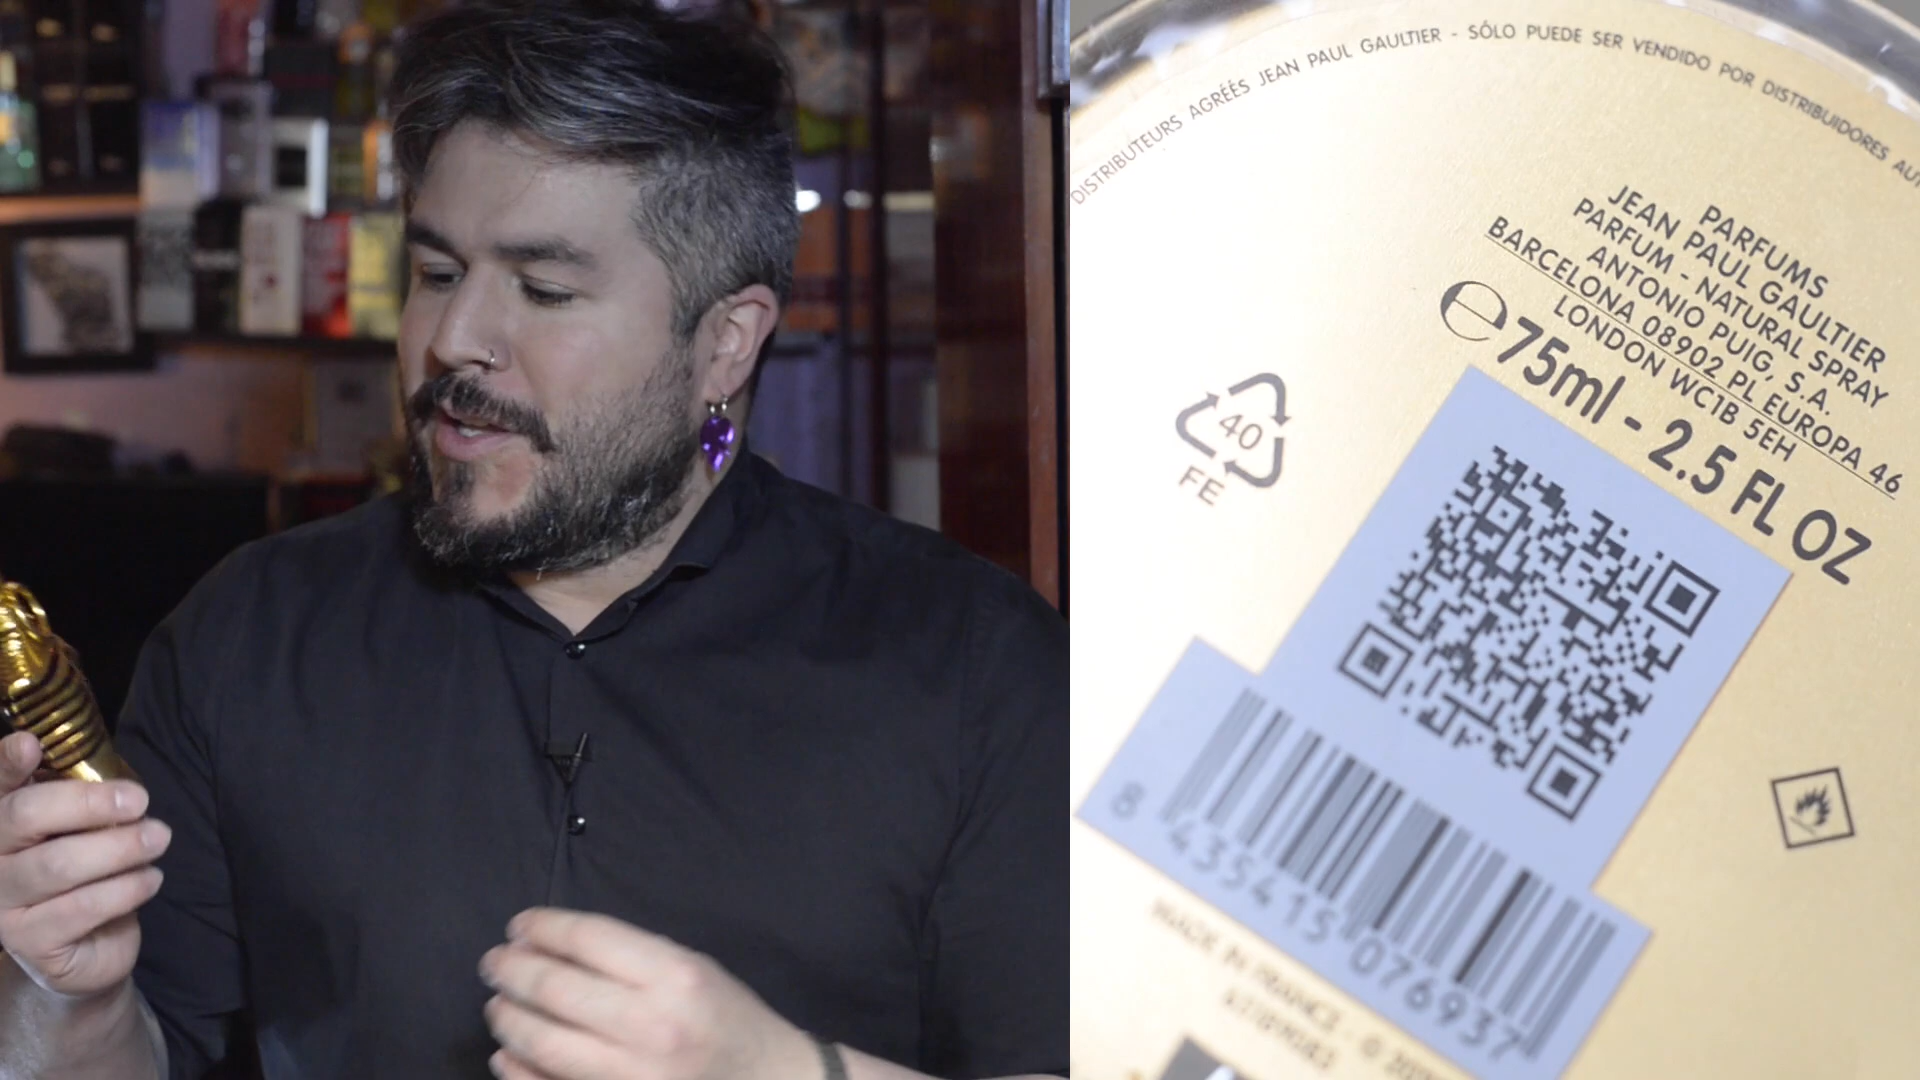 DISTRIBUTEURS AGRÉÉS JEAN PAUL GAULTIER - SÓLO PUEDE SER VENDIDO POR DISTRIBUIDORES
PARFUMS
JEAN PAUL GAULTIER
PARFUM - NATURAL SPRAY
ANTONIO PUIG, S.A.
BARCELONA 08902 PL EUROPA 46
LONDON WC1B 5EH
e 75ml - 2.5 FL OZ
40
FE
8 435415 076937
MADE IN FRANCE - ©